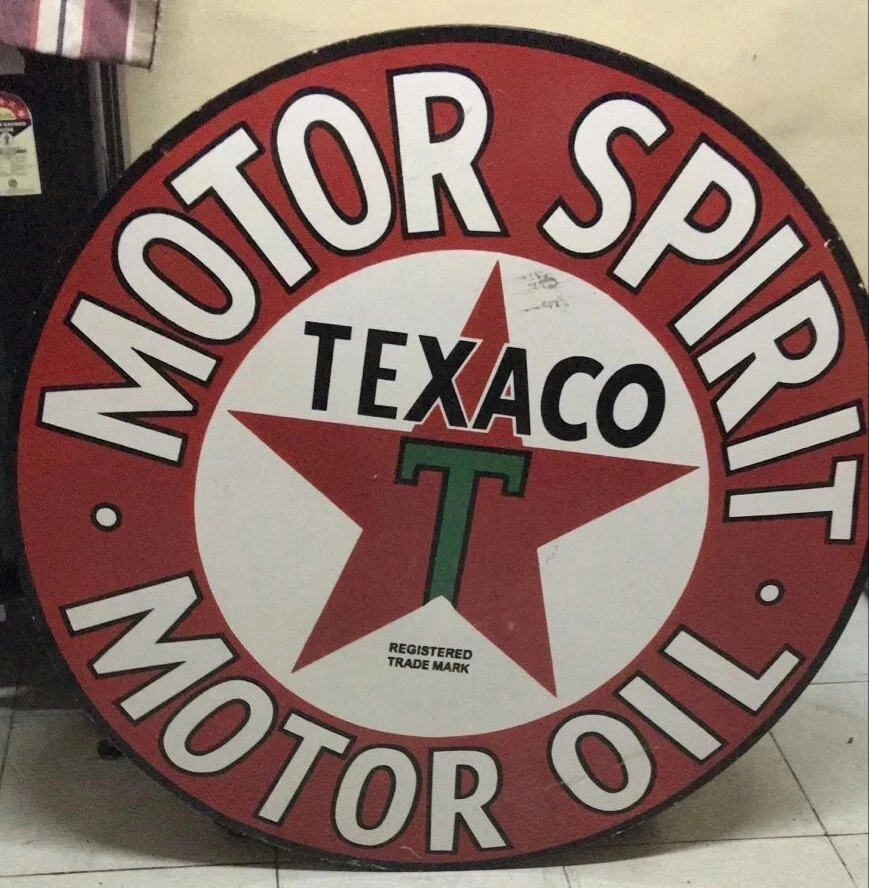 MOTOR SPIRIT
TEXACO
T
REGISTERED
TRADE MARK
MOTOR OIL